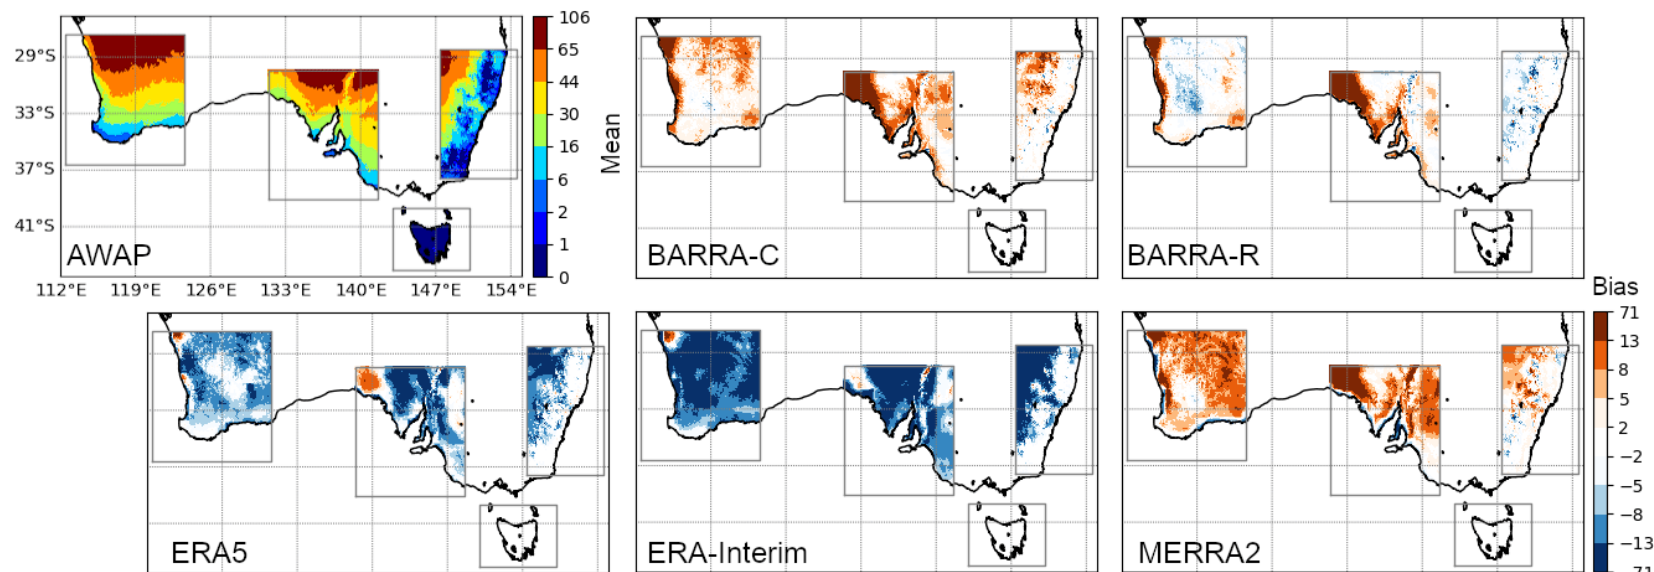 106
65
44
30
16
6
2
1
0
Mean
29°S
33°S
37°S
41°S
AWAP
112°E 119°E 126°E 133°E 140°E 147°E 154°E
BARRA-C
BARRA-R
ERA5
ERA-Interim
MERRA2
Bias
71
13
8
5
2
−2
−5
−8
−13
−71